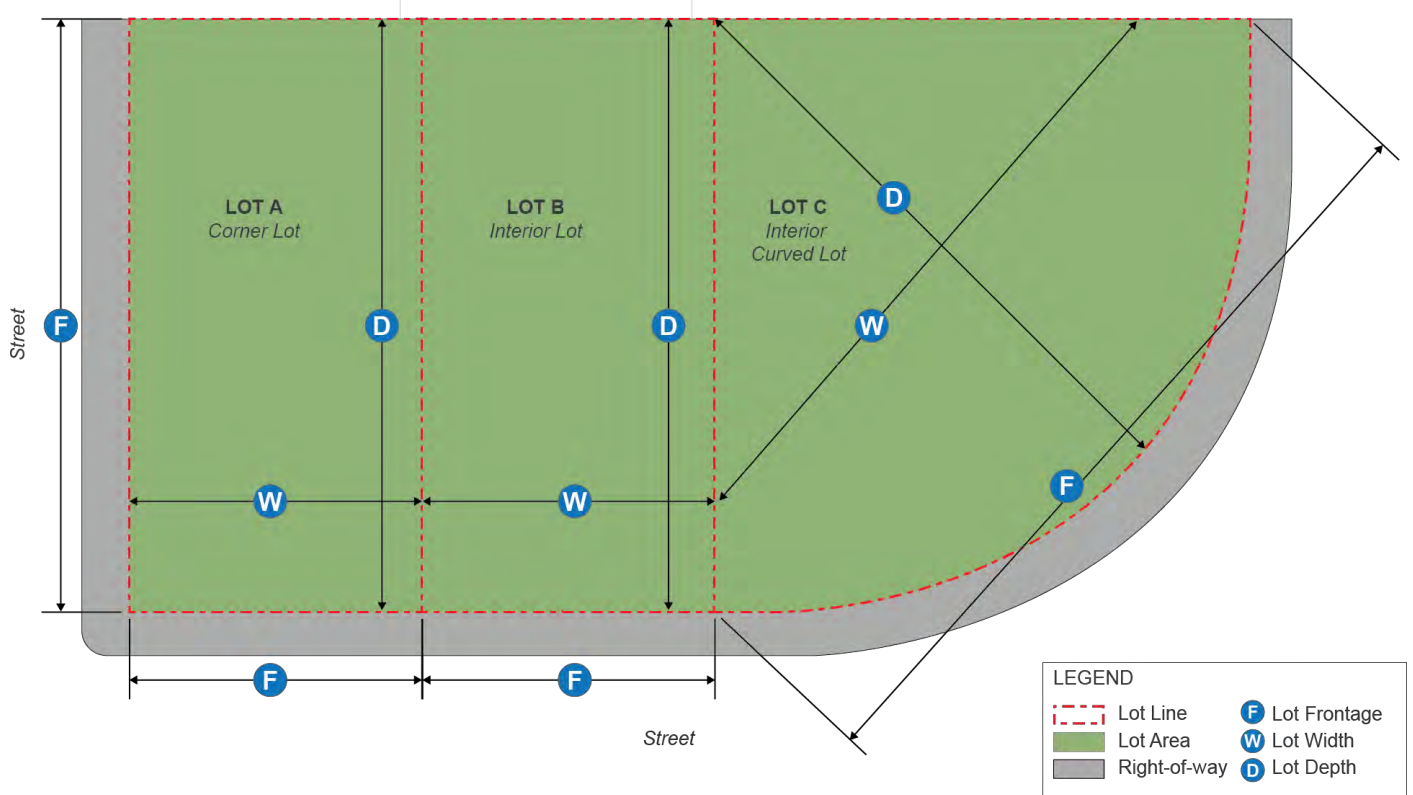 LOT A
Corner Lot
LOT B
Interior Lot
LOT C
Interior
Curved Lot
D
F
D
D
W
Street
W
W
F
F
F
Street
LEGEND
Lot Line
F Lot Frontage
Lot Area
W Lot Width
Right-of-way
D Lot Depth